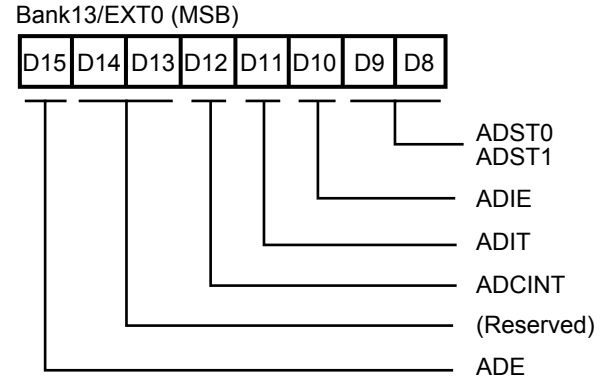 Bank13/EXT0 (MSB)
D15 D14 D13 D12 D11 D10 D9 D8
ADST0
ADST1
ADIE
ADIT
ADCINT
(Reserved)
ADE